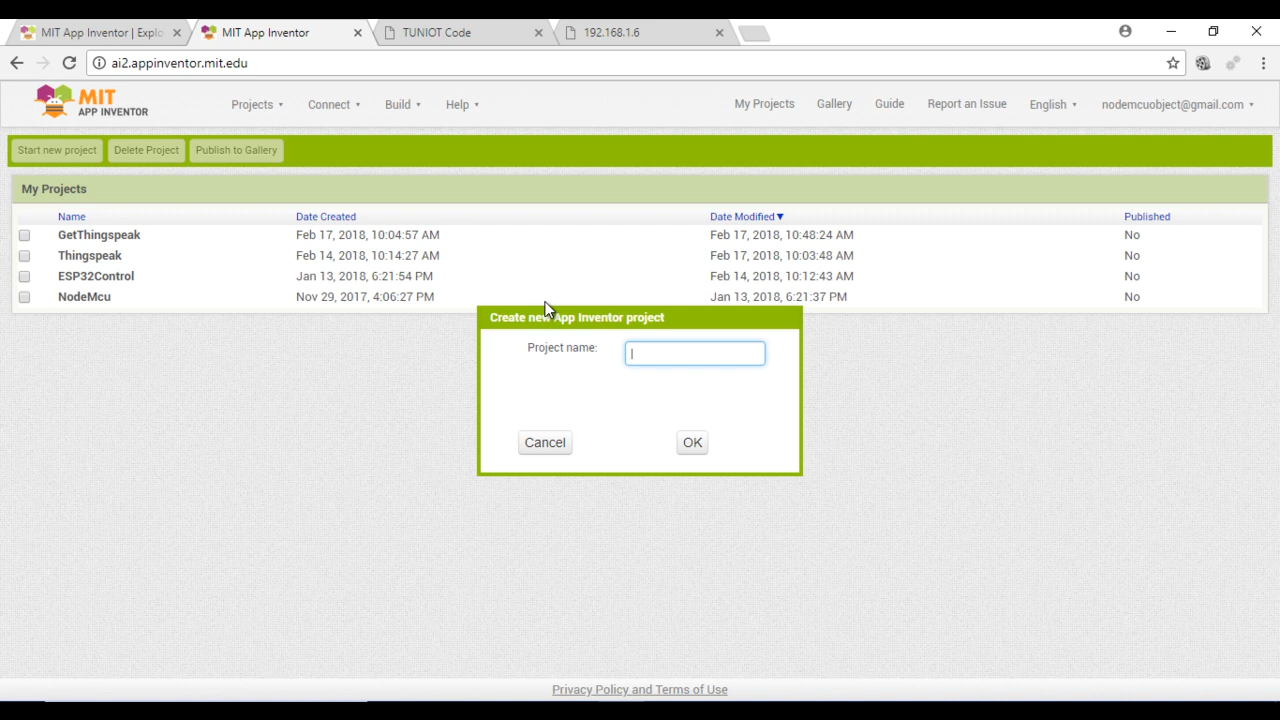 MIT App Inventor | Explo
MIT App Inventor
TUNIOT Code
192.168.1.6
ai2.appinventor.mit.edu
MIT
APP INVENTOR
Projects
Connect
Build
Help
My Projects
Gallery
Guide
Report an Issue
English
nodemcuobject@gmail.com
Start new project
Delete Project
Publish to Gallery
My Projects
Name Date Created Date Modified▼ Published
GetThingspeak Feb 17, 2018, 10:04:57 AM Feb 17, 2018, 10:48:24 AM No
Thingspeak Feb 14, 2018, 10:14:27 AM Feb 17, 2018, 10:03:48 AM No
ESP32Control Jan 13, 2018, 6:21:54 PM Feb 14, 2018, 10:12:43 AM No
NodeMcu Nov 29, 2017, 4:06:27 PM Jan 13, 2018, 6:21:37 PM No
Create new App Inventor project
Project name:
Cancel
OK
Privacy Policy and Terms of Use